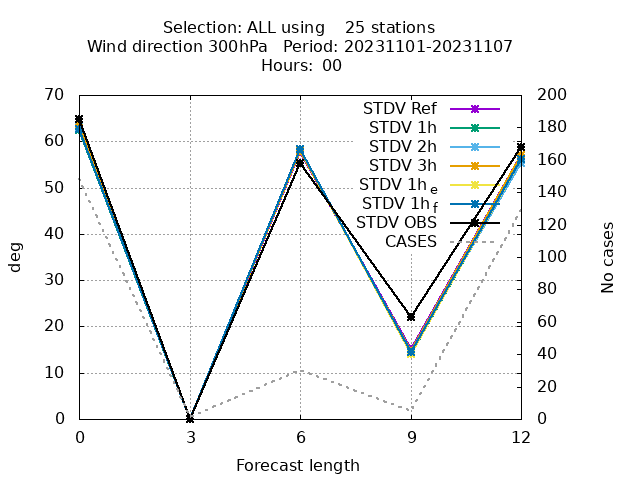 Selection: ALL using    25 stations
Wind direction 300hPa   Period: 20231101-20231107
Hours: 00
70
60
50
40
30
20
10
0
deg
200
180
160
140
120
100
80
60
40
20
0
No cases
STDV Ref
STDV 1h
STDV 2h
STDV 3h
STDV 1h e
STDV 1h f
STDV OBS
CASES
0 3 6 9 12
Forecast length